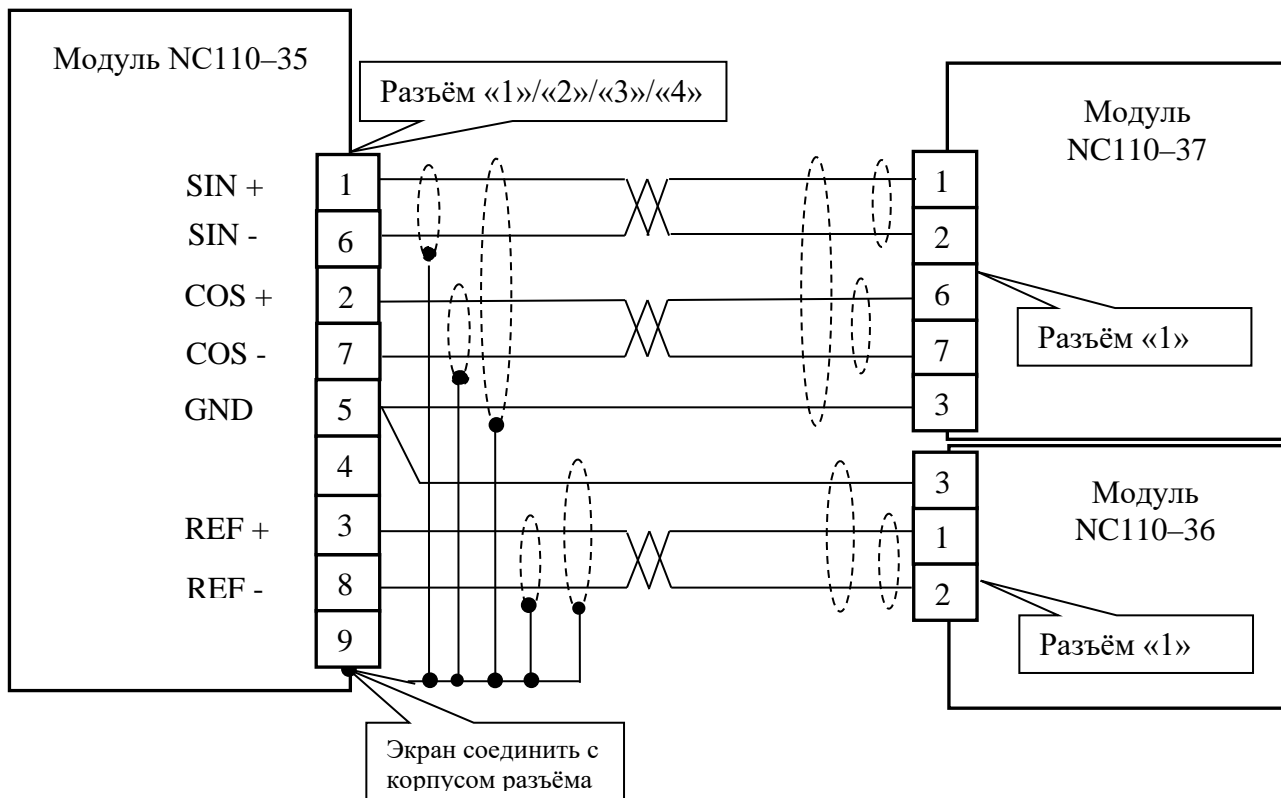 Модуль NC110–35
Разъём «1»/«2»/«3»/«4»
Модуль
NC110–37
SIN + 1
SIN - 6
COS + 2
COS - 7
GND 5
4
REF + 3
REF - 8
9
1
2
6
7
3
Разъём «1»
3
1
2
Модуль
NC110–36
Разъём «1»
Экран соединить с
корпусом разъёма